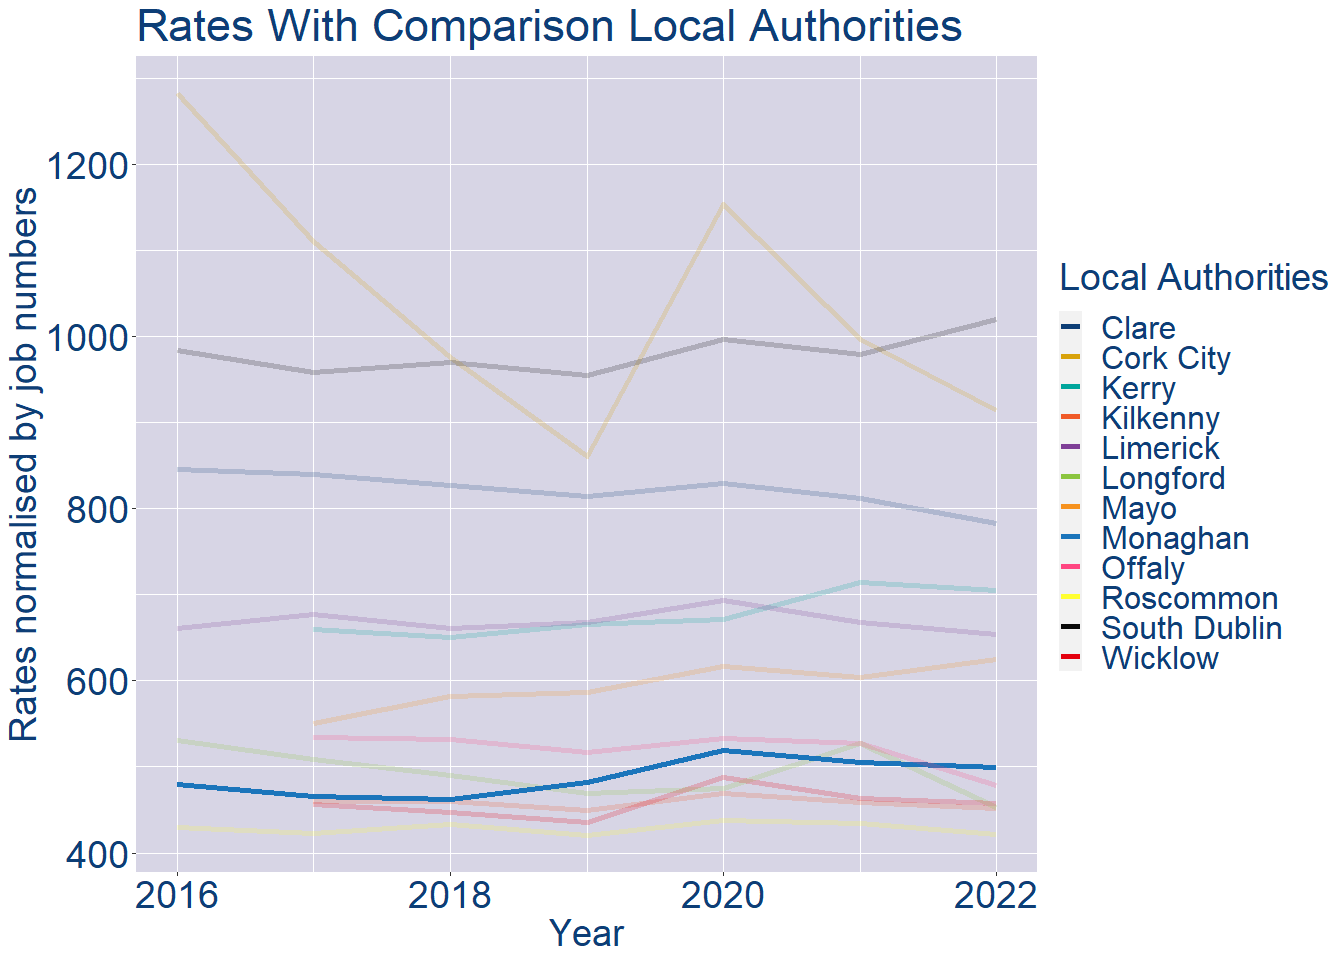 Rates With Comparison Local Authorities
Rates normalised by job numbers
1200
1000
800
600
400
2016
2018
2020
2022
Year
Local Authorities
Clare
Cork City
Kerry
Kilkenny
Limerick
Longford
Mayo
Monaghan
Offaly
Roscommon
South Dublin
Wicklow